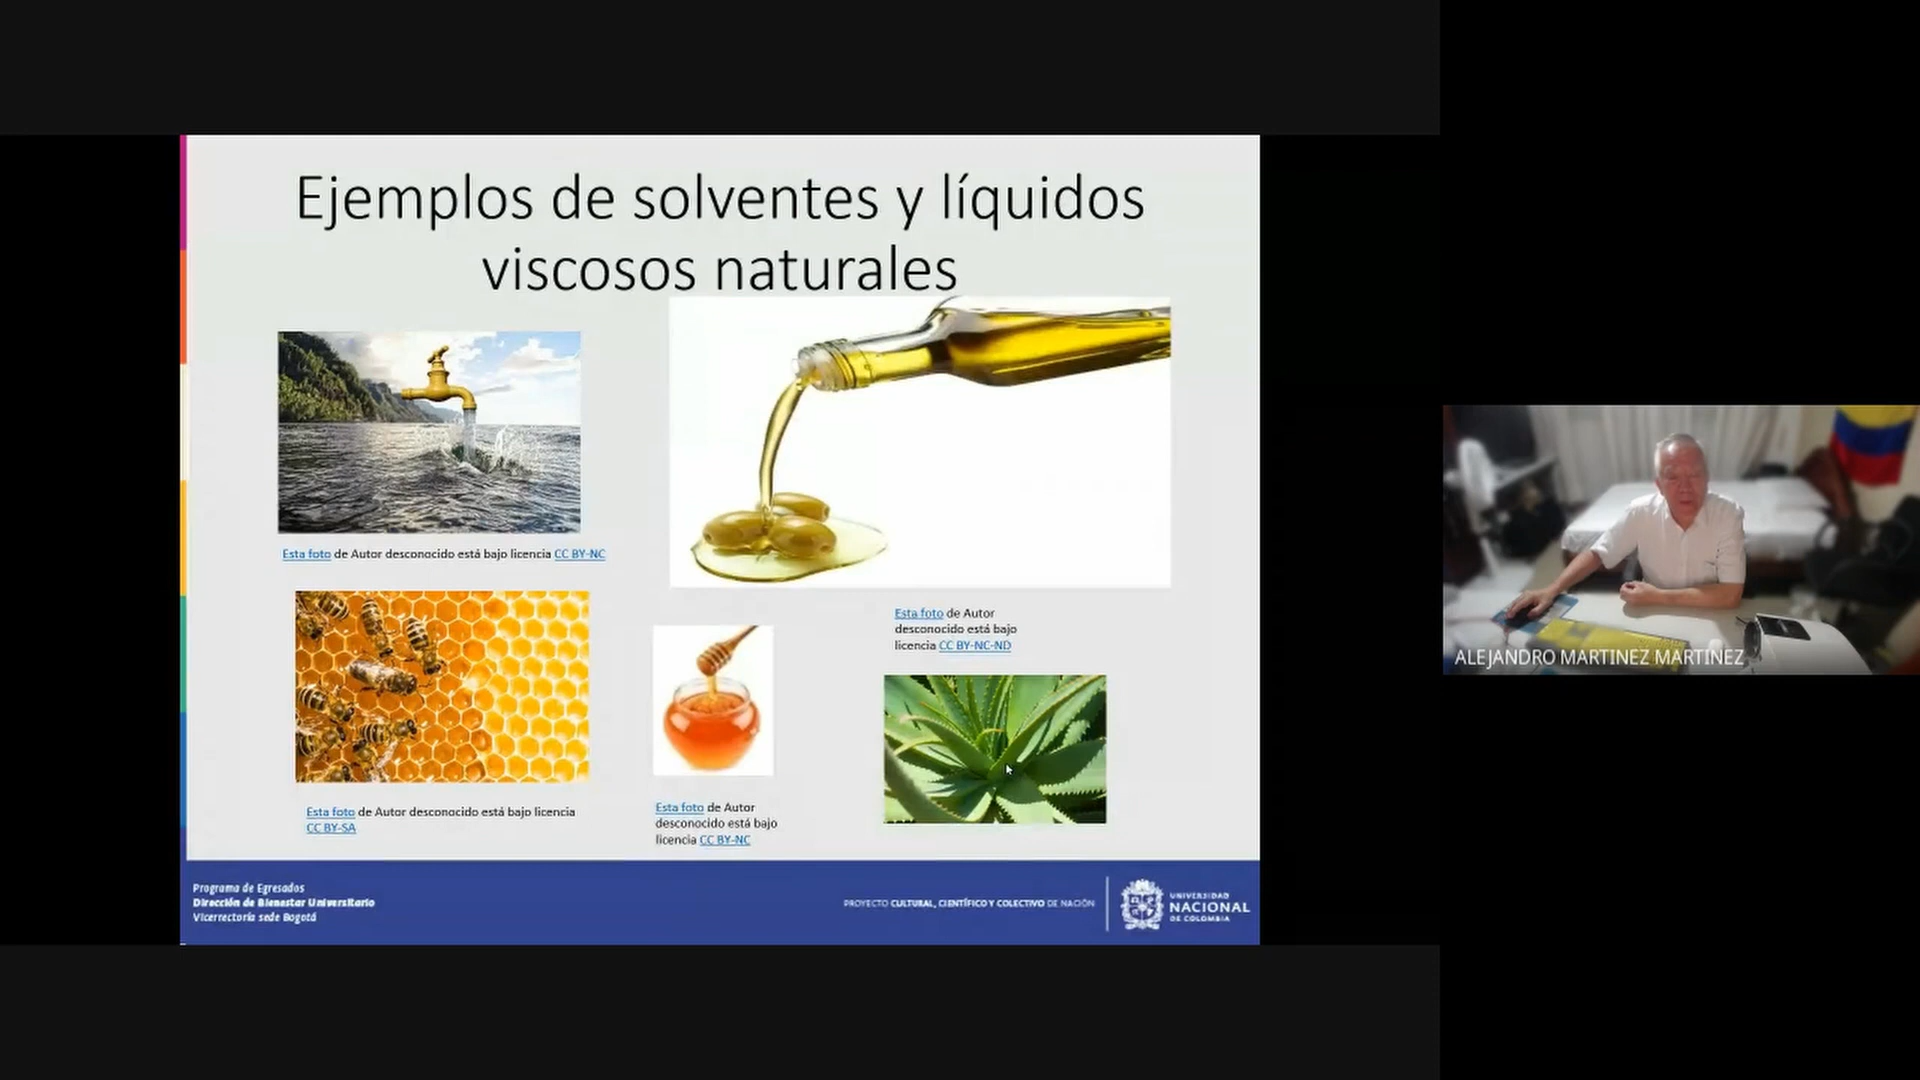 Ejemplos de solventes y líquidos
viscosos naturales
Esta foto de Autor desconocido está bajo licencia CC BY-NC
Esta foto de Autor
desconocido está bajo
licencia CC BY-NC-ND
Esta foto de Autor desconocido está bajo licencia
CC BY-SA
Esta foto de Autor
desconocido está bajo
licencia CC BY-NC
Programa de Egresados
Dirección de Bienestar Universitario
Vicerrectoría sede Bogotá
PROYECTO CULTURAL, CIENTÍFICO Y COLECTIVO DE NACIÓN
UNIVERSIDAD
NACIONAL
DE COLOMBIA
ALEJANDRO MARTINEZ MARTÍNEZ